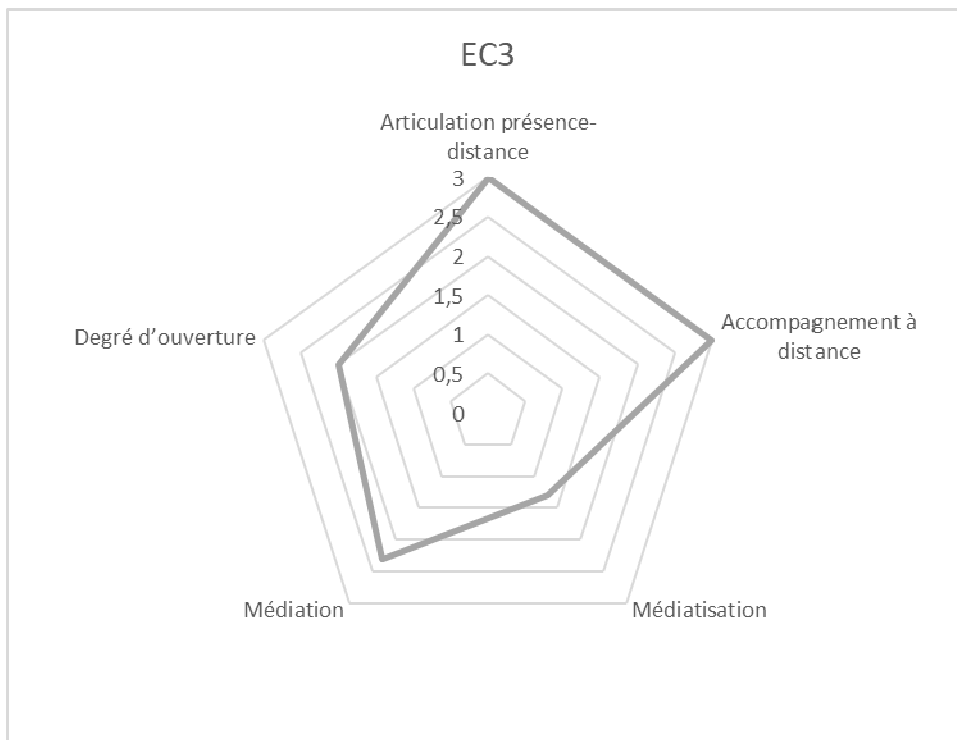 EC3
Articulation présence-
distance
3
2,5
2
1,5
1
0,5
0
Accompagnement à
distance
Degré d’ouverture
Médiation
Médiatisation